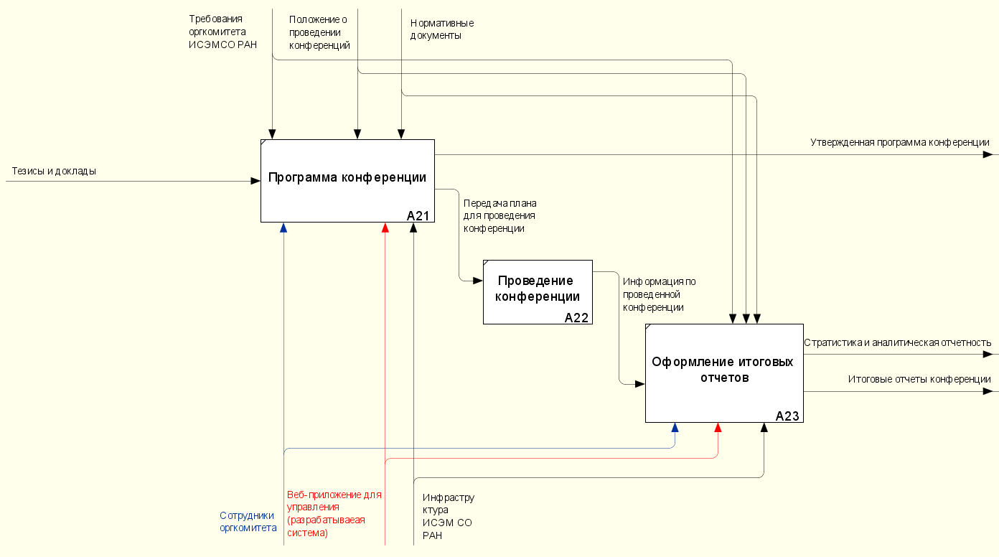 Требования
оргкомитета
ИСЭМСО РАН
Положение о
проведении
конференций
Нормативные
документы
Утвержденная программа конференции
Тезисы и доклады
Программа конференции
A21
Передача плана
для проведения
конференции
Проведение
конференции
A22
Информация по
проведенной
конференции
Стратистика и аналитическая отчетность
Оформление итоговых
отчетов
Итоговые отчеты конференции
A23
Сотрудники
оргкомитета
Веб-приложение для
управления
(разрабатываеая
система)
Инфрастру
ктура
ИСЭМ СО
РАН